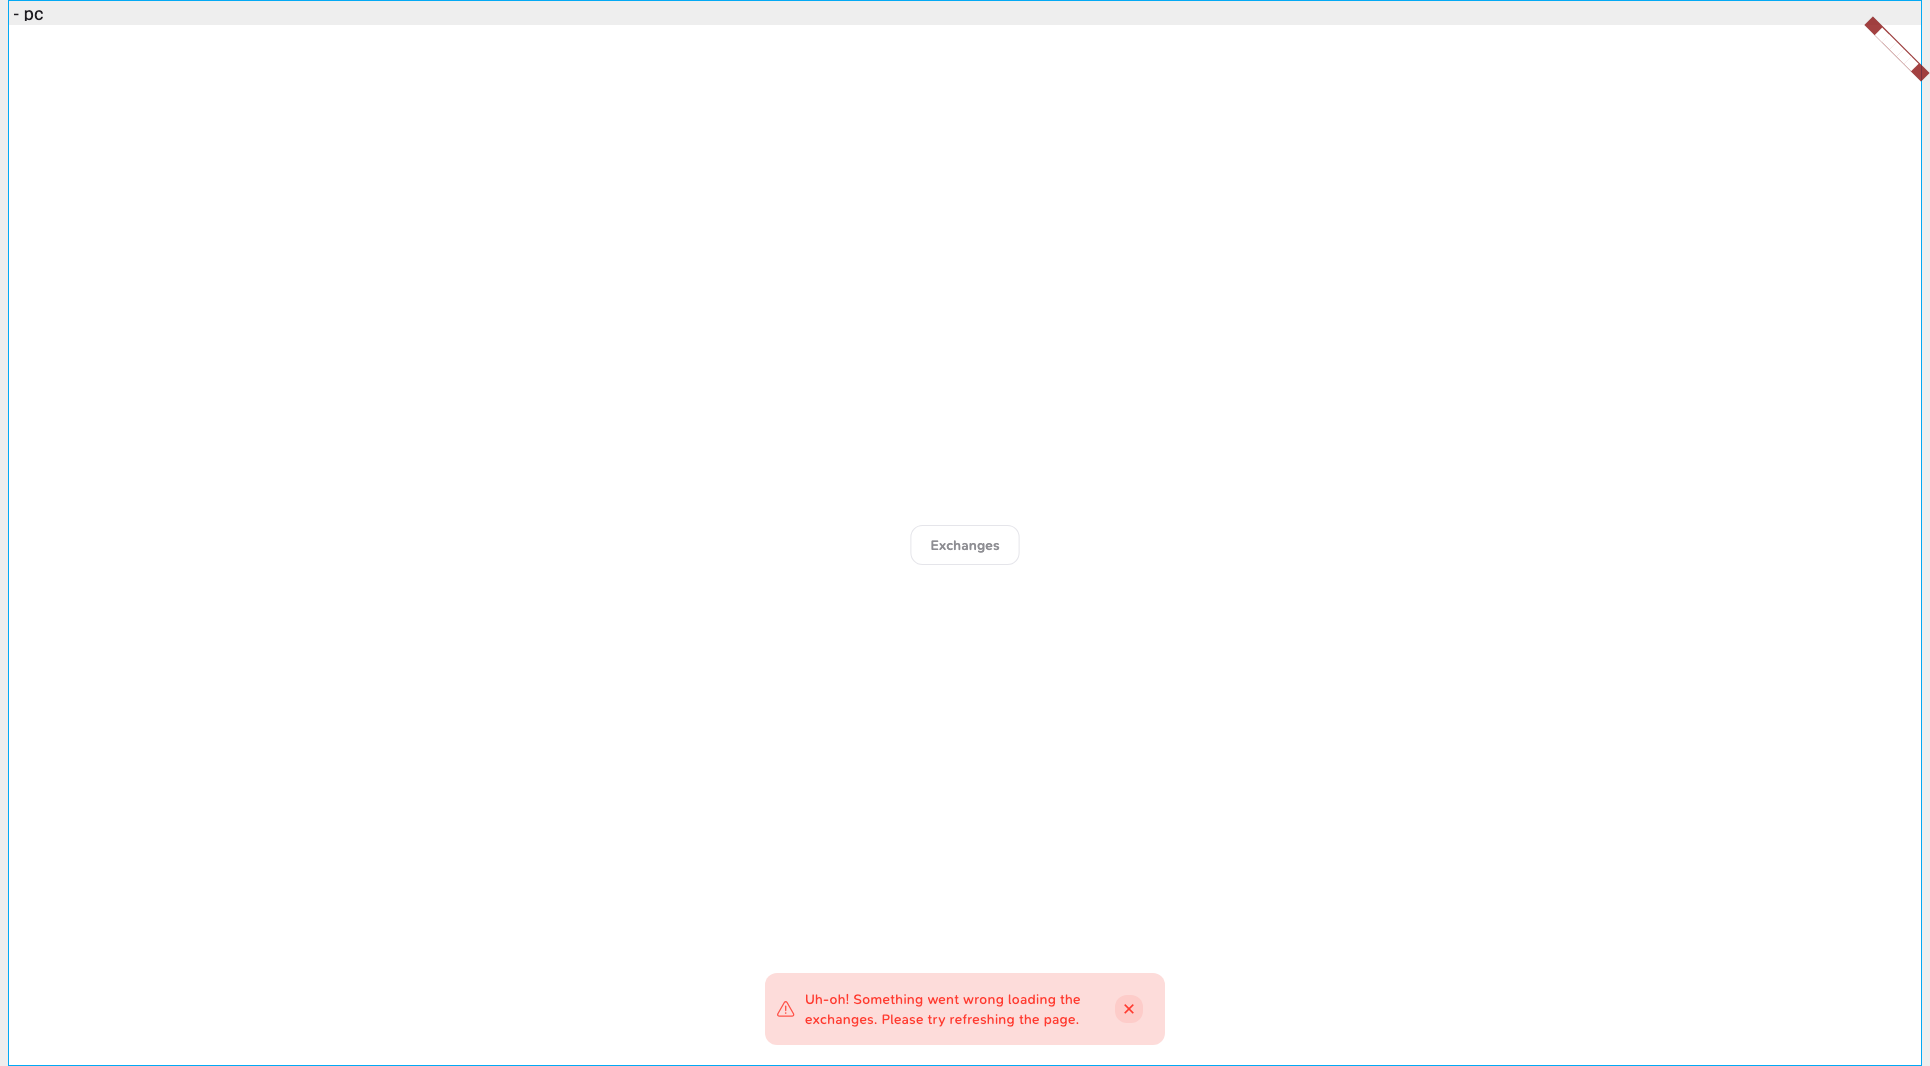 - pc
Exchanges
Uh-oh! Something went wrong loading the
exchanges. Please try refreshing the page.